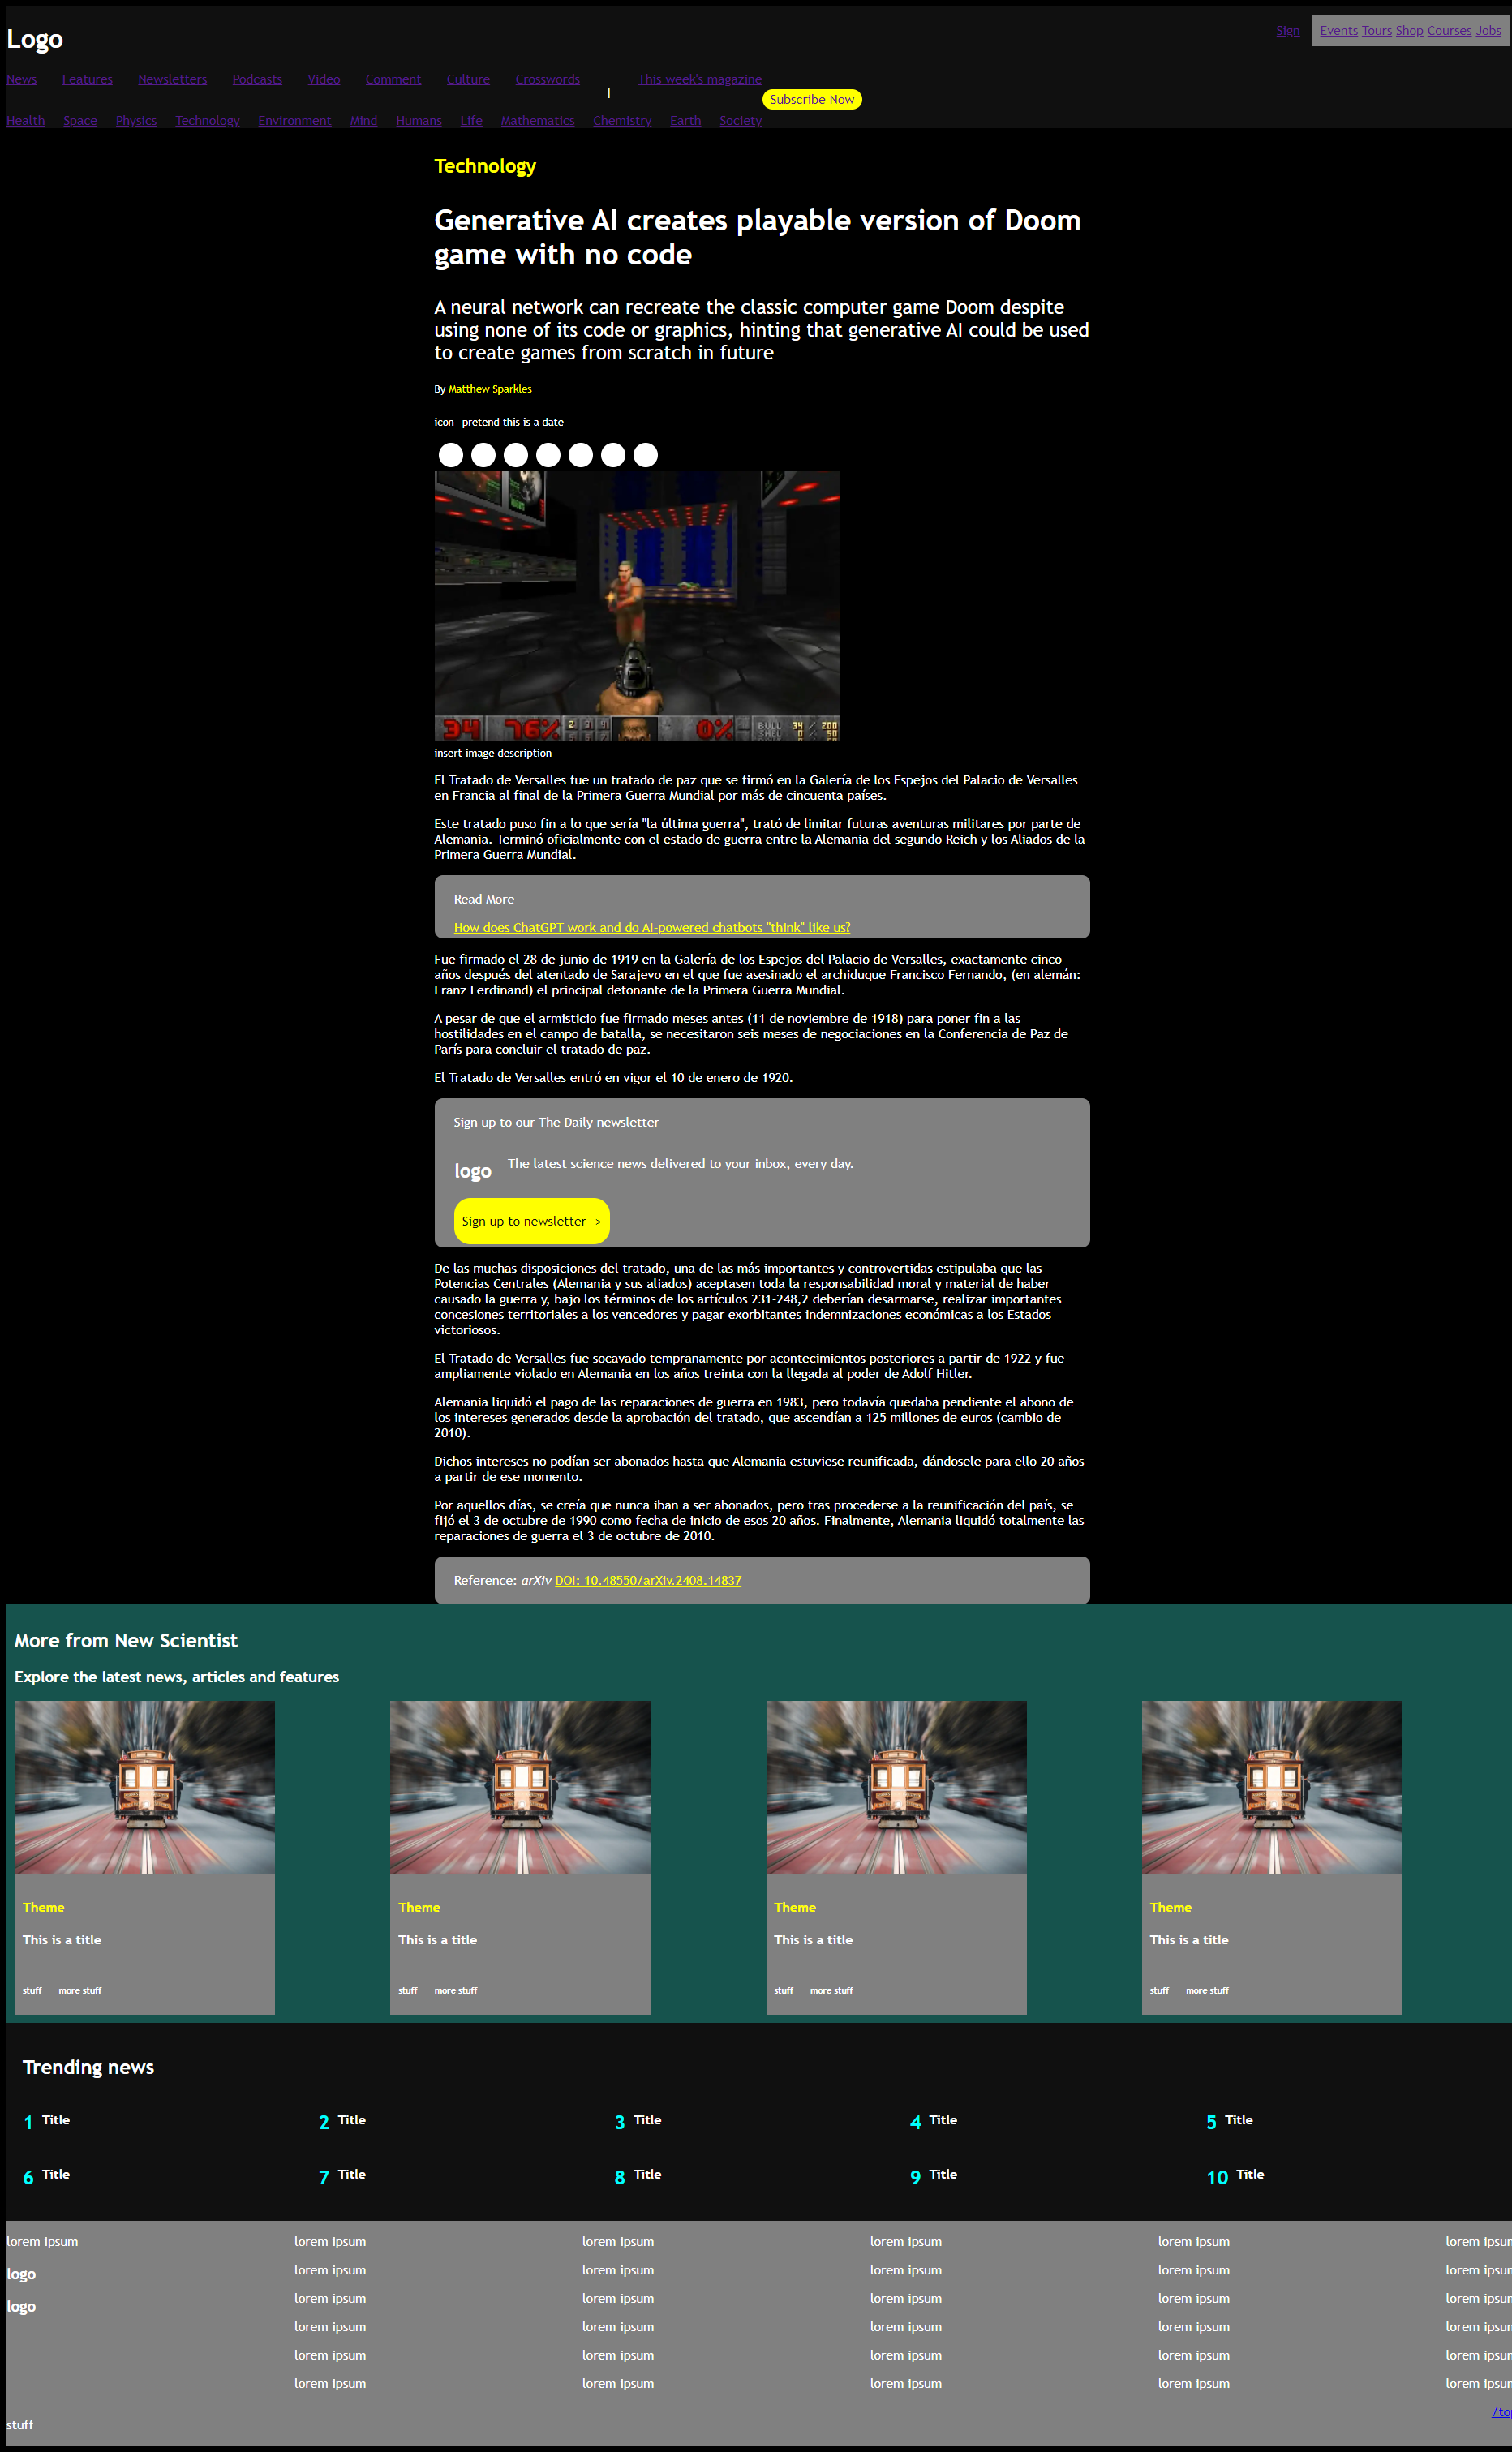 Logo
Sign
Events Tours Shop Courses Jobs
News Features Newsletters Podcasts Video Comment Culture Crosswords | This week's magazine
Subscribe Now
Health Space Physics Technology Environment Mind Humans Life Mathematics Chemistry Earth Society
Technology
Generative AI creates playable version of Doom
game with no code
A neural network can recreate the classic computer game Doom despite
using none of its code or graphics, hinting that generative AI could be used
to create games from scratch in future
By Matthew Sparkles
icon pretend this is a date
34 76% 2 3 4 0% BULL 34 / 200
insert image description
El Tratado de Versalles fue un tratado de paz que se firmó en la Galería de los Espejos del Palacio de Versalles
en Francia al final de la Primera Guerra Mundial por más de cincuenta países.
Este tratado puso fin a lo que sería "la última guerra", trató de limitar futuras aventuras militares por parte de
Alemania. Terminó oficialmente con el estado de guerra entre la Alemania del segundo Reich y los Aliados de la
Primera Guerra Mundial.
Read More
How does ChatGPT work and do AI-powered chatbots "think" like us?
Fue firmado el 28 de junio de 1919 en la Galería de los Espejos del Palacio de Versalles, exactamente cinco
años después del atentado de Sarajevo en el que fue asesinado el archiduque Francisco Fernando, (en alemán:
Franz Ferdinand) el principal detonante de la Primera Guerra Mundial.
A pesar de que el armisticio fue firmado meses antes (11 de noviembre de 1918) para poner fin a las
hostilidades en el campo de batalla, se necesitaron seis meses de negociaciones en la Conferencia de Paz de
París para concluir el tratado de paz.
El Tratado de Versalles entró en vigor el 10 de enero de 1920.
Sign up to our The Daily newsletter
logo The latest science news delivered to your inbox, every day.
Sign up to newsletter ->
De las muchas disposiciones del tratado, una de las más importantes y controvertidas estipulaba que las
Potencias Centrales (Alemania y sus aliados) aceptasen toda la responsabilidad moral y material de haber
causado la guerra y, bajo los términos de los artículos 231-248,2 deberían desarmarse, realizar importantes
concesiones territoriales a los vencedores y pagar exorbitantes indemnizaciones económicas a los Estados
victoriosos.
El Tratado de Versalles fue socavado tempranamente por acontecimientos posteriores a partir de 1922 y fue
ampliamente violado en Alemania en los años treinta con la llegada al poder de Adolf Hitler.
Alemania liquidó el pago de las reparaciones de guerra en 1983, pero todavía quedaba pendiente el abono de
los intereses generados desde la aprobación del tratado, que ascendían a 125 millones de euros (cambio de
2010).
Dichos intereses no podían ser abonados hasta que Alemania estuviese reunificada, dándosele para ello 20 años
a partir de ese momento.
Por aquellos días, se creía que nunca iban a ser abonados, pero tras procederse a la reunificación del país, se
fijó el 3 de octubre de 1990 como fecha de inicio de esos 20 años. Finalmente, Alemania liquidó totalmente las
reparaciones de guerra el 3 de octubre de 2010.
Reference: arXiv DOI: 10.48550/arXiv.2408.14837
More from New Scientist
Explore the latest news, articles and features
Theme Theme Theme Theme
This is a title This is a title This is a title This is a title
stuff more stuff stuff more stuff stuff more stuff stuff more stuff
Trending news
1 Title 2 Title 3 Title 4 Title 5 Title
6 Title 7 Title 8 Title 9 Title 10 Title
lorem ipsum lorem ipsum lorem ipsum lorem ipsum lorem ipsum lorem ipsum
logo lorem ipsum lorem ipsum lorem ipsum lorem ipsum lorem ipsum
logo lorem ipsum lorem ipsum lorem ipsum lorem ipsum lorem ipsum
lorem ipsum lorem ipsum lorem ipsum lorem ipsum lorem ipsum
lorem ipsum lorem ipsum lorem ipsum lorem ipsum lorem ipsum
lorem ipsum lorem ipsum lorem ipsum lorem ipsum lorem ipsum
stuff /top